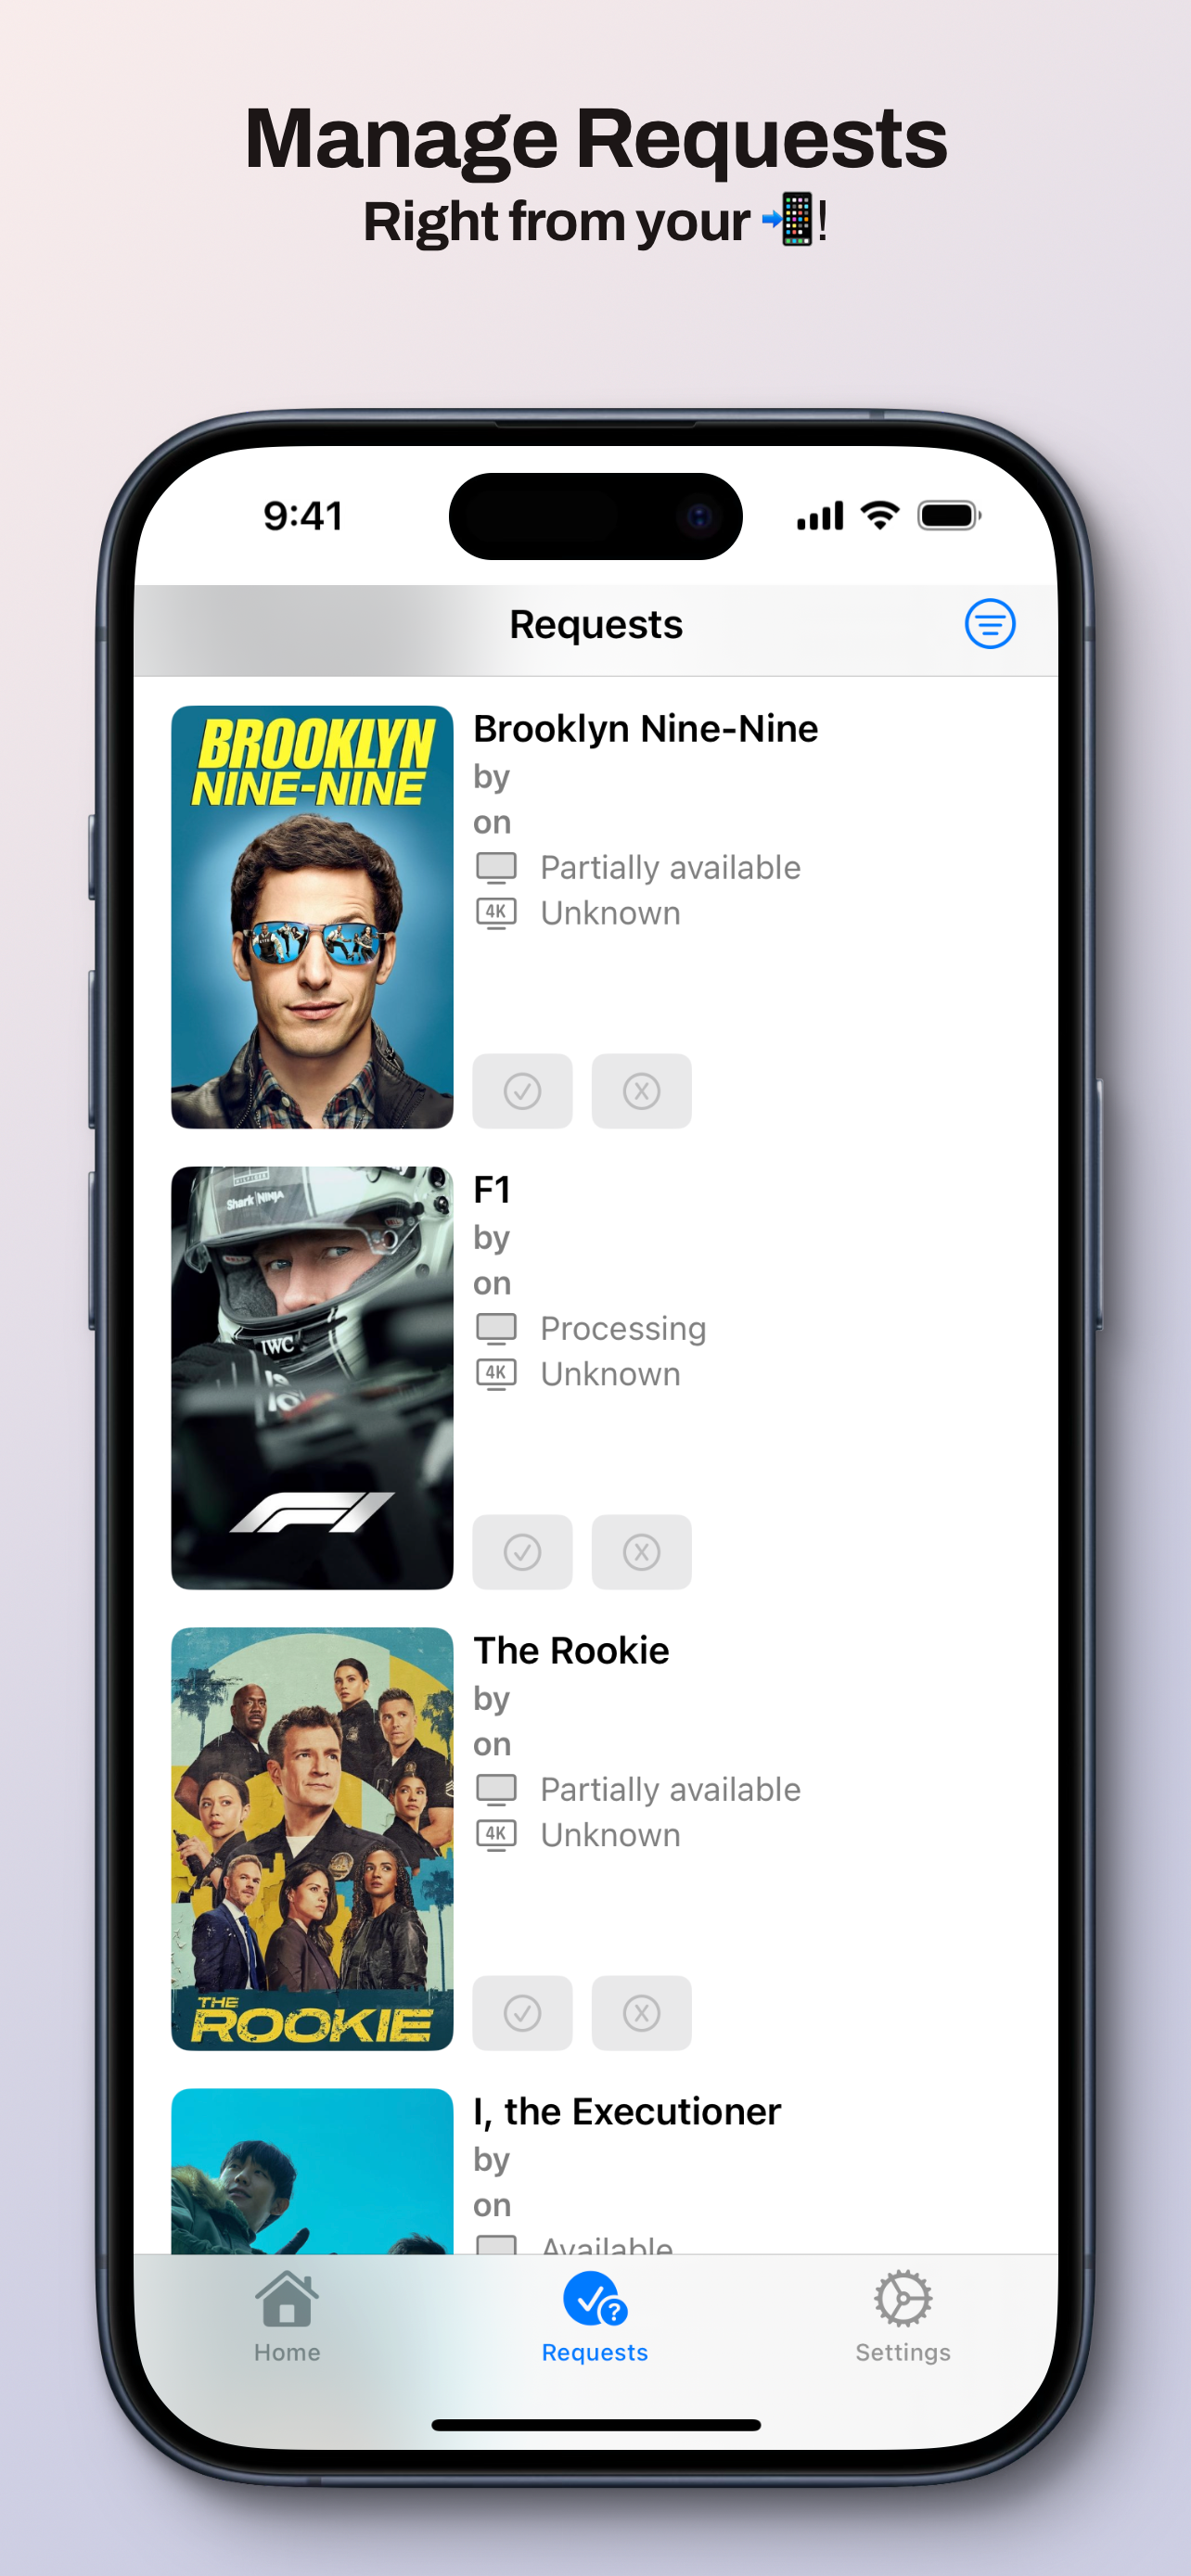 Manage Requests
Right from your 📲!
9:41
Requests
BROOKLYN
NINE-NINE
Brooklyn Nine-Nine
by
on
Partially available
4K Unknown
Shark NINJA
IWC
F1
F1
by
on
Processing
4K Unknown
THE
ROOKIE
The Rookie
by
on
Partially available
4K Unknown
I, the Executioner
by
on
Available
Home
?
Requests
Settings